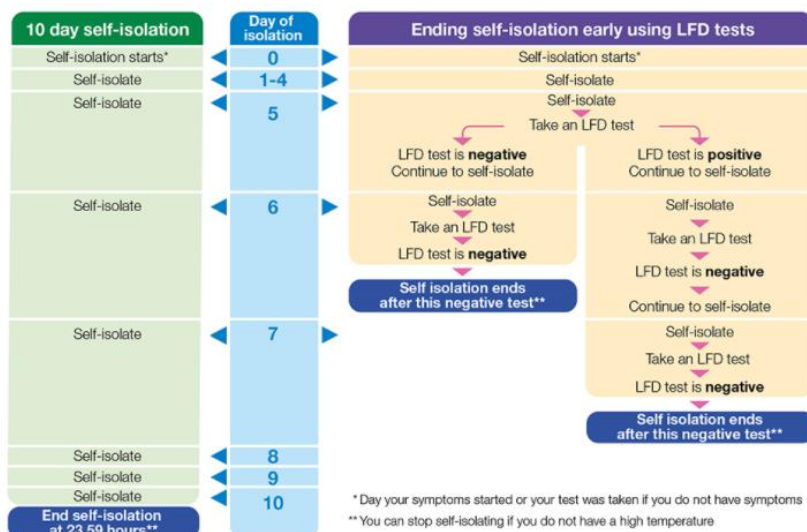 10 day self-isolation
Day of
isolation
Ending self-isolation early using LFD tests
Self-isolation starts*
0
Self-isolation starts*
Self-isolate
1-4
Self-isolate
Self-isolate
5
Self-isolate
Take an LFD test
LFD test is negative
Continue to self-isolate
LFD test is positive
Continue to self-isolate
Self-isolate
6
Self-isolate
Take an LFD test
LFD test is negative
Self isolation ends
after this negative test**
Self-isolate
Take an LFD test
LFD test is negative
Continue to self-isolate
Self-isolate
7
Self-isolate
Take an LFD test
LFD test is negative
Self isolation ends
after this negative test**
Self-isolate
8
Self-isolate
9
Self-isolate
10
End self-isolation
at 23.59 hours**
* Day your symptoms started or your test was taken if you do not have symptoms
** You can stop self-isolating if you do not have a high temperature